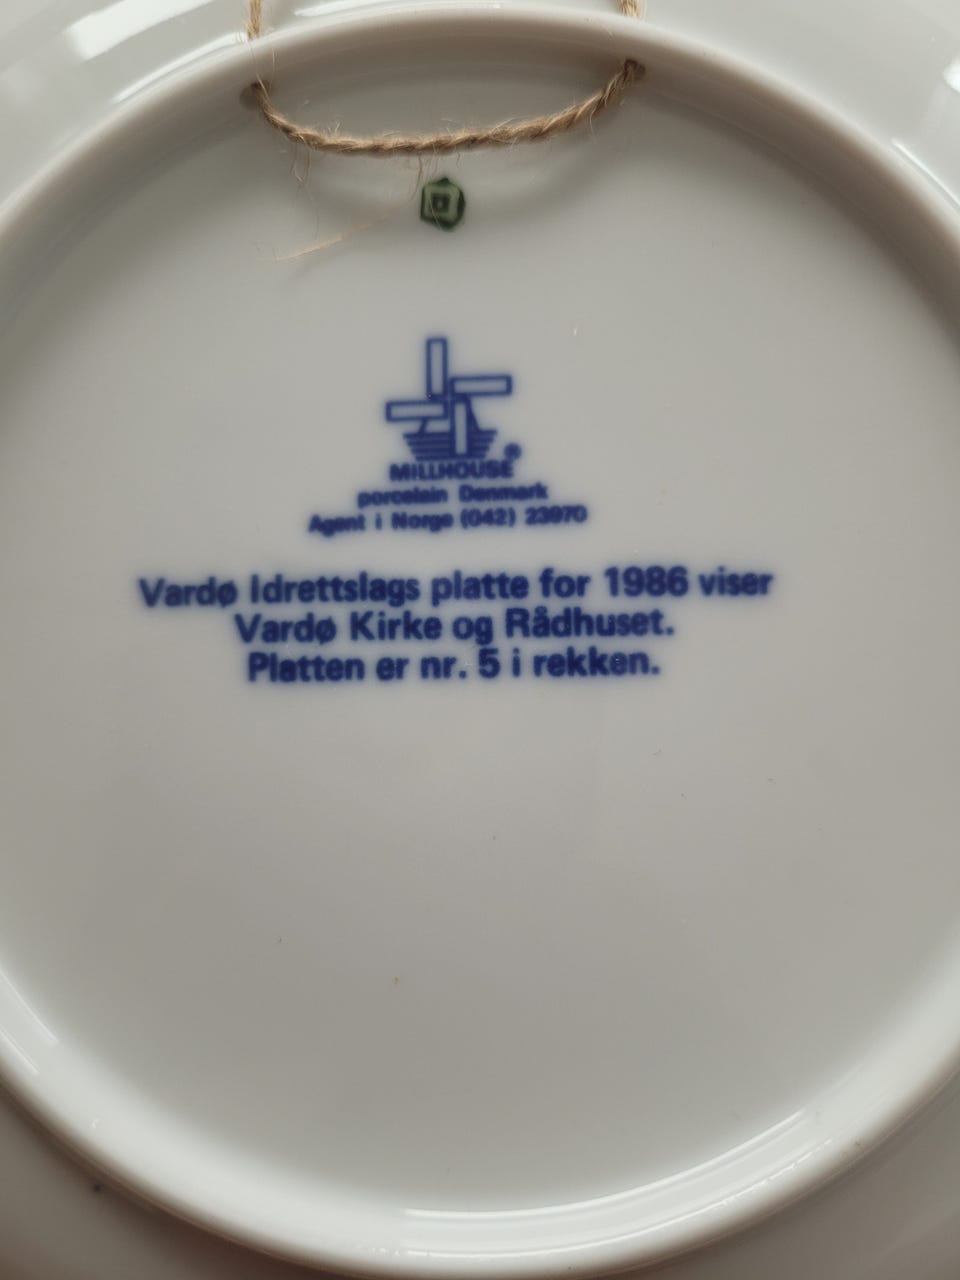 MILLHOUSE®
porcelain Denmark
Agent i Norge (042) 23970
Vardø Idrettslags platte for 1986 viser
Vardø Kirke og Rådhuset.
Platten er nr. 5 i rekken.